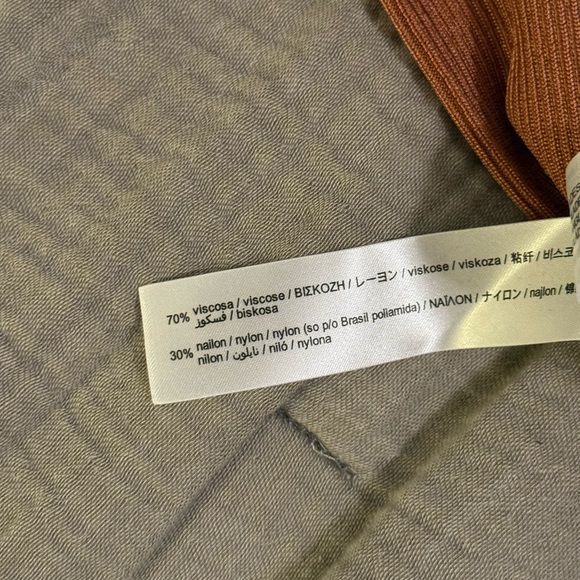 70% viscosa / viscose / ΒΙΣΚΟΖΗ / レーヨン / viskose / viskoza / 粘纤 / 비스코
فسكوز / biskosa
30% nailon / nylon / nylon (so p/o Brasil poliamida) / ΝΑΪΛΟΝ / ナイロン / najlon /
nilon / نايلون / niló / nylona